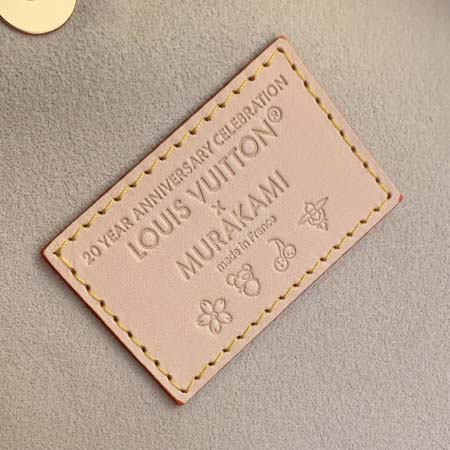 20 YEAR ANNIVERSARY CELEBRATION
LOUIS VUITTON®
x
MURAKAMI
made in France